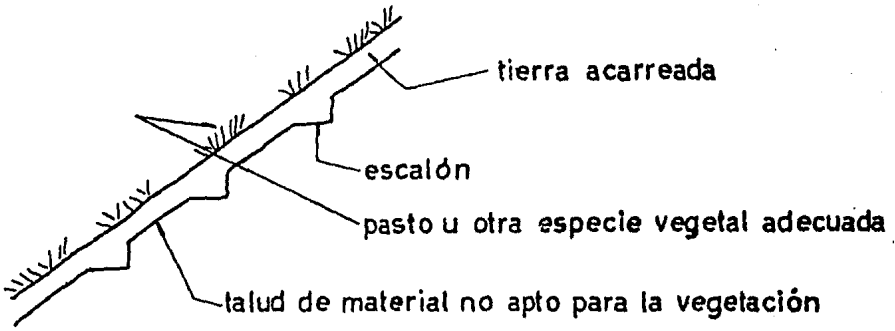 tierra acarreada
escalón
pasto u otra especie vegetal adecuada
talud de material no apto para la vegetación